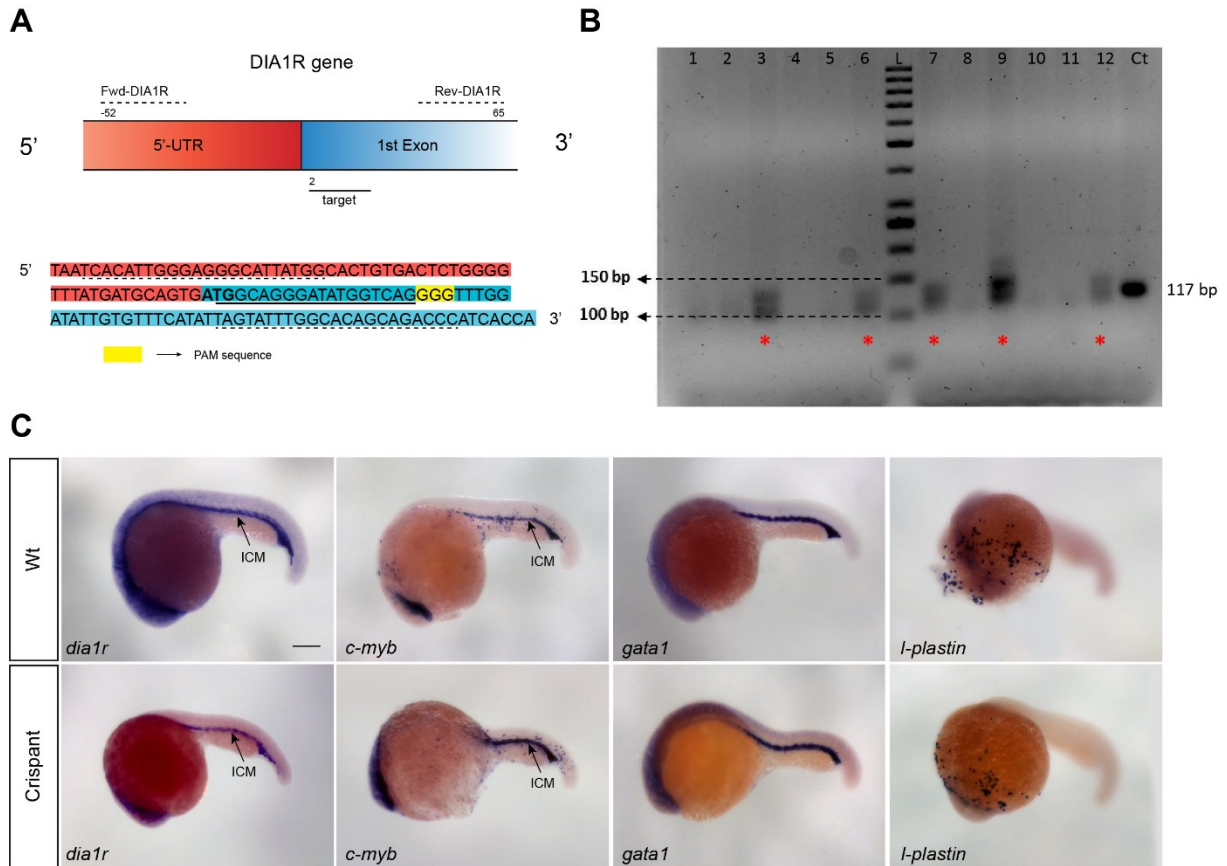 A
DIA1R gene
Fwd-DIA1R
Rev-DIA1R
-52
65
5’
5’-UTR
1st Exon
3’
2
target
5’
TAATCACATTGGGAGGGCATTATGGCACTGTGACTCTGGGG
TTTATGATGCAGTGATGGCAGGGATATGGTCAGGGGTTTGG
ATATTGTGTTTCATATTAGTATTTGGCACAGCAGACCCATCACCA
3’
PAM sequence
B
1 2 3 4 5 6 L 7 8 9 10 11 12 Ct
150 bp
100 bp
117 bp
* * * * *
C
Wt
ICM
dia1r
ICM
c-myb
gata1
l-plastin
Crispant
ICM
dia1r
ICM
c-myb
gata1
l-plastin